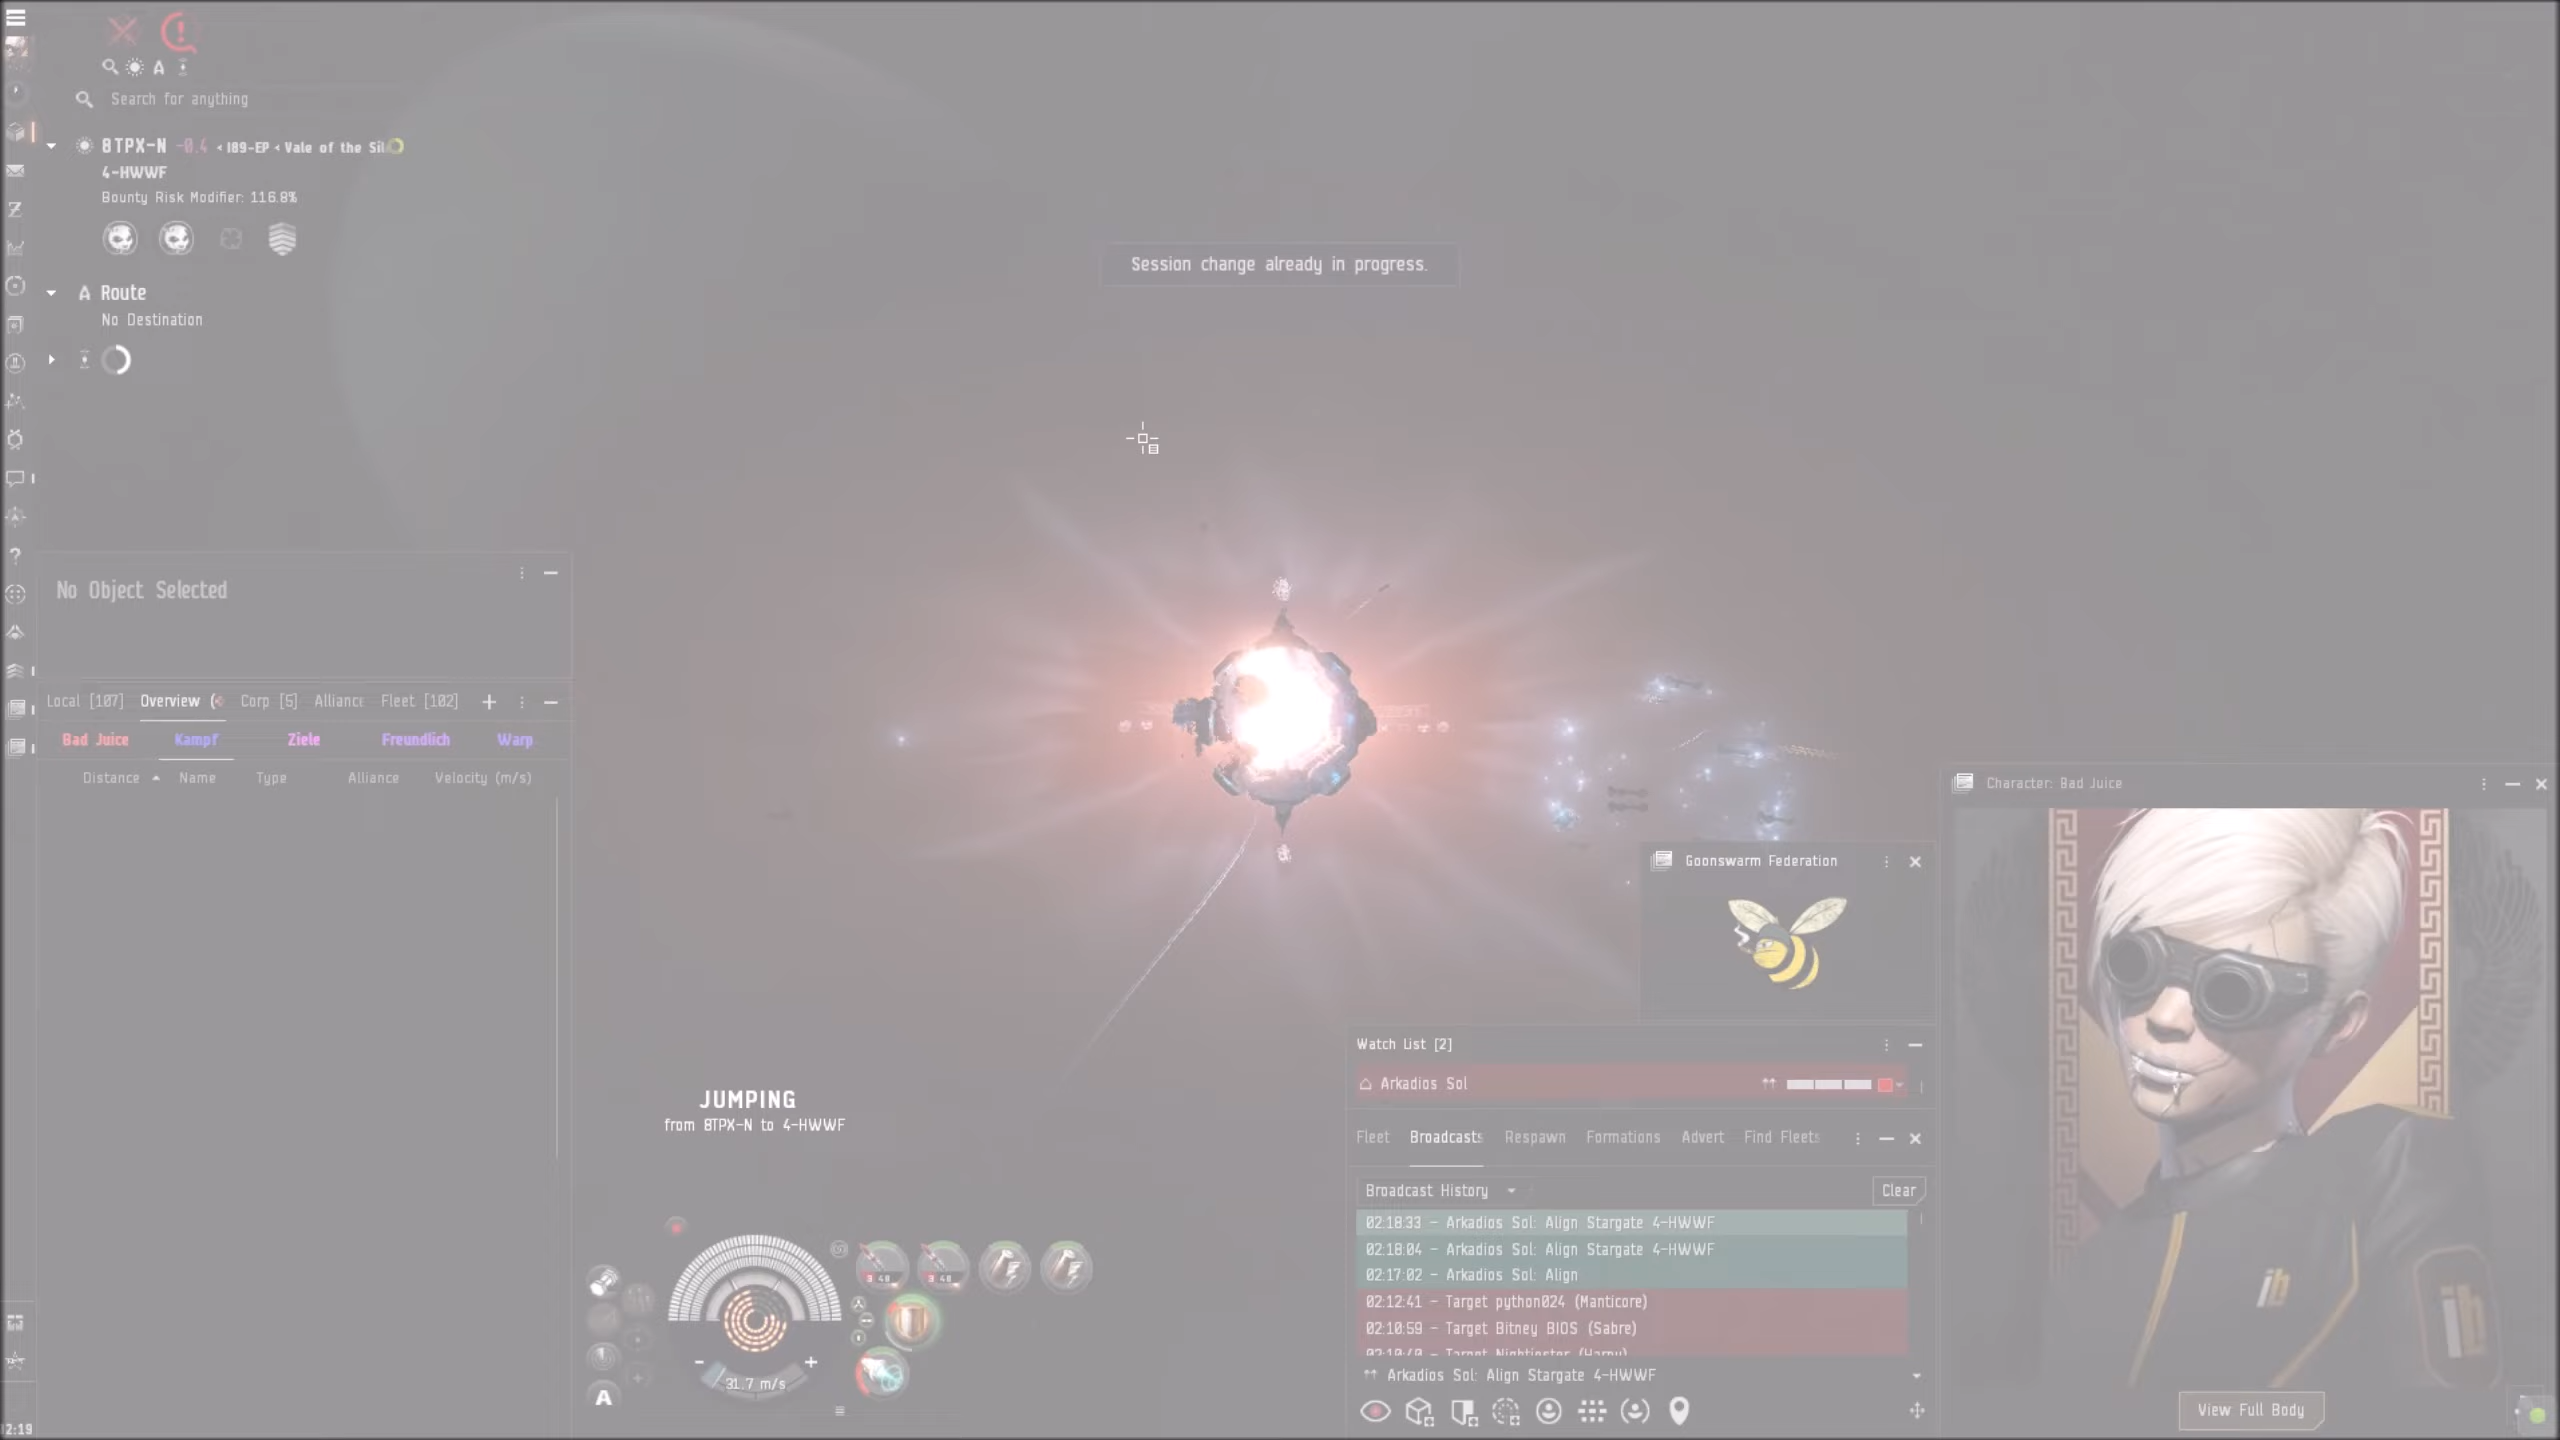 Search for anything
8TPX-N -0.4 < I89-EP < Vale of the Sil
4-HWWF
Bounty Risk Modifier: 116.8%
Session change already in progress.
Route
No Destination
No Object Selected
Local [107] Overview ( Corp [5] Alliance Fleet [102]
Bad Juice Kampf Ziele Freundlich Warp
Distance Name Type Alliance Velocity (m/s)
Character: Bad Juice
Goonswarm Federation
Watch List [2]
Arkadios Sol
JUMPING
from 8TPX-N to 4-HWWF
Fleet Broadcasts Respawn Formations Advert Find Fleets
Broadcast History Clear
02:18:33 - Arkadios Sol: Align Stargate 4-HWWF
02:18:04 - Arkadios Sol: Align Stargate 4-HWWF
02:17:02 - Arkadios Sol: Align
02:12:41 - Target python024 (Manticore)
02:10:59 - Target Bitney BIOS (Sabre)
Arkadios Sol: Align Stargate 4-HWWF
31.7 m/s
A
View Full Body